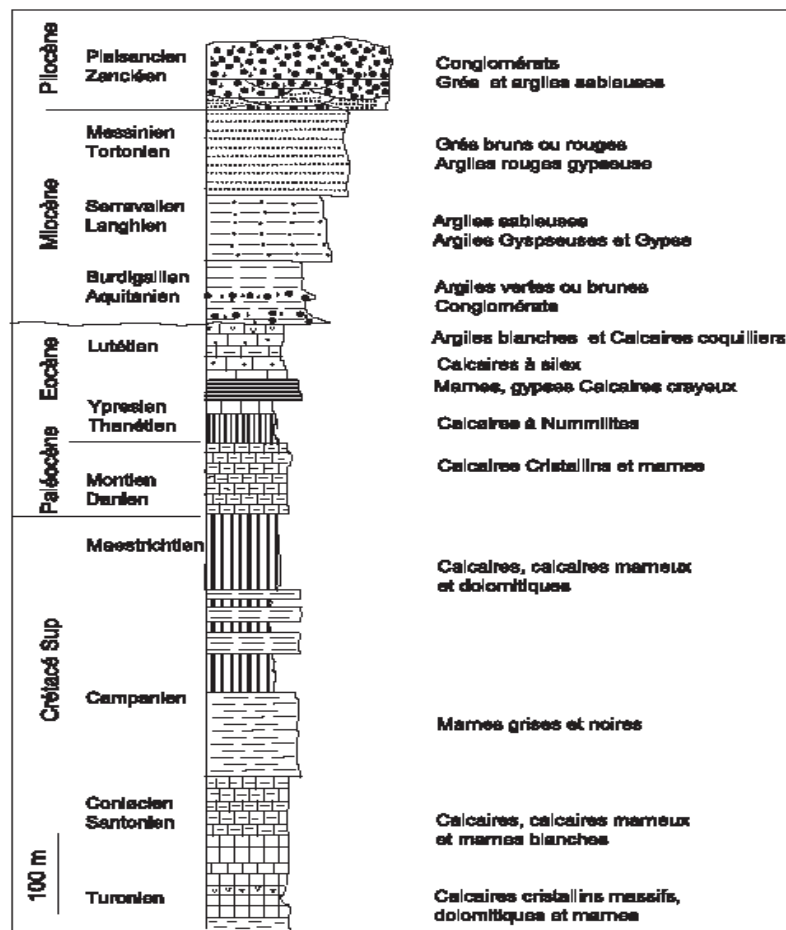 Pliocène
Plaisancien
Zancléen
Conglomérats
Grés et argiles sableuses
Miocène
Messinien
Tortonien
Grés bruns ou rouges
Argiles rouges gypseuse
Serravalien
Langhien
Argiles sableuses
Argiles Gyspseuses et Gypse
Burdigallien
Aquitanien
Argiles vertes ou brunes
Conglomérats
Eocène
Lutétien
Argiles blanches et Calcaires coquilliers
Calcaires à silex
Marnes, gypses Calcaires crayeux
Ypresien
Thanétien
Calcaires à Nummilites
Paléocène
Montien
Danien
Calcaires Cristallins et marnes
Crétacé Sup
Maestrichtien
Calcaires, calcaires marneux
et dolomitiques
Campanien
Marnes grises et noires
Coniacien
Santonien
Calcaires, calcaires marneux
et marnes blanches
100 m
Turonien
Calcaires cristallins massifs,
dolomitiques et marnes